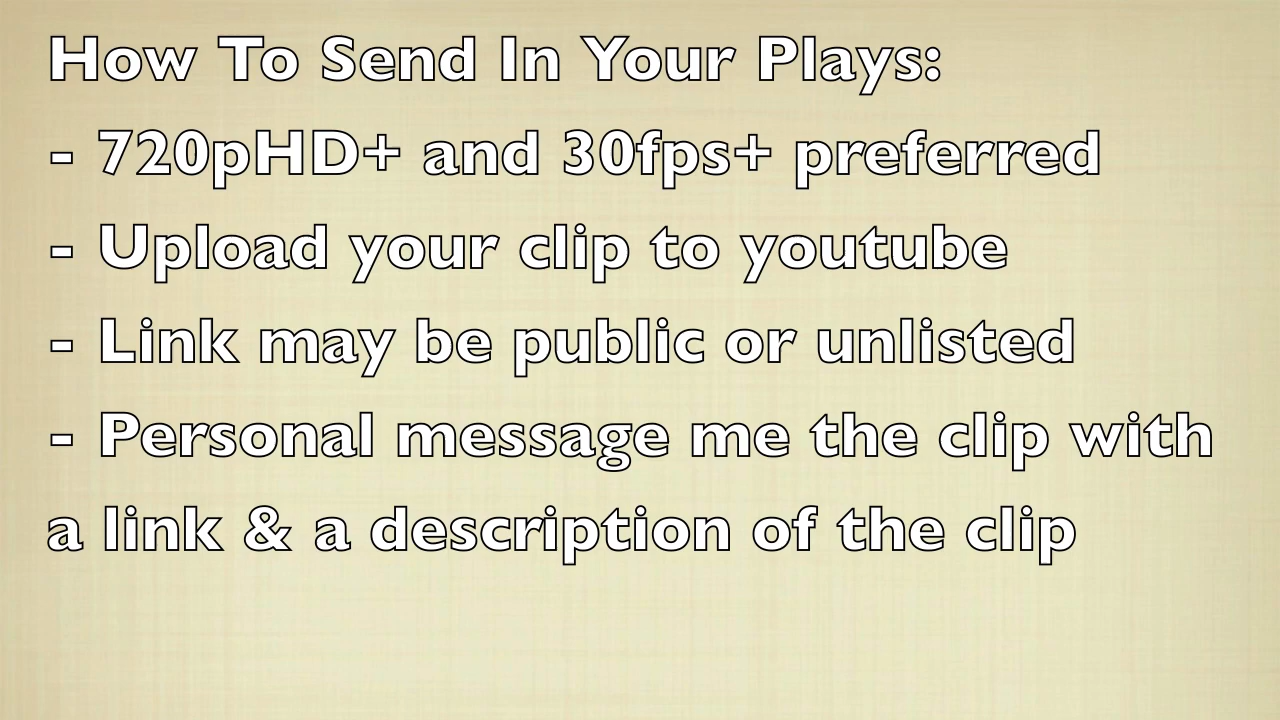 How To Send In Your Plays:
- 720pHD+ and 30fps+ preferred
- Upload your clip to youtube
- Link may be public or unlisted
- Personal message me the clip with
a link & a description of the clip